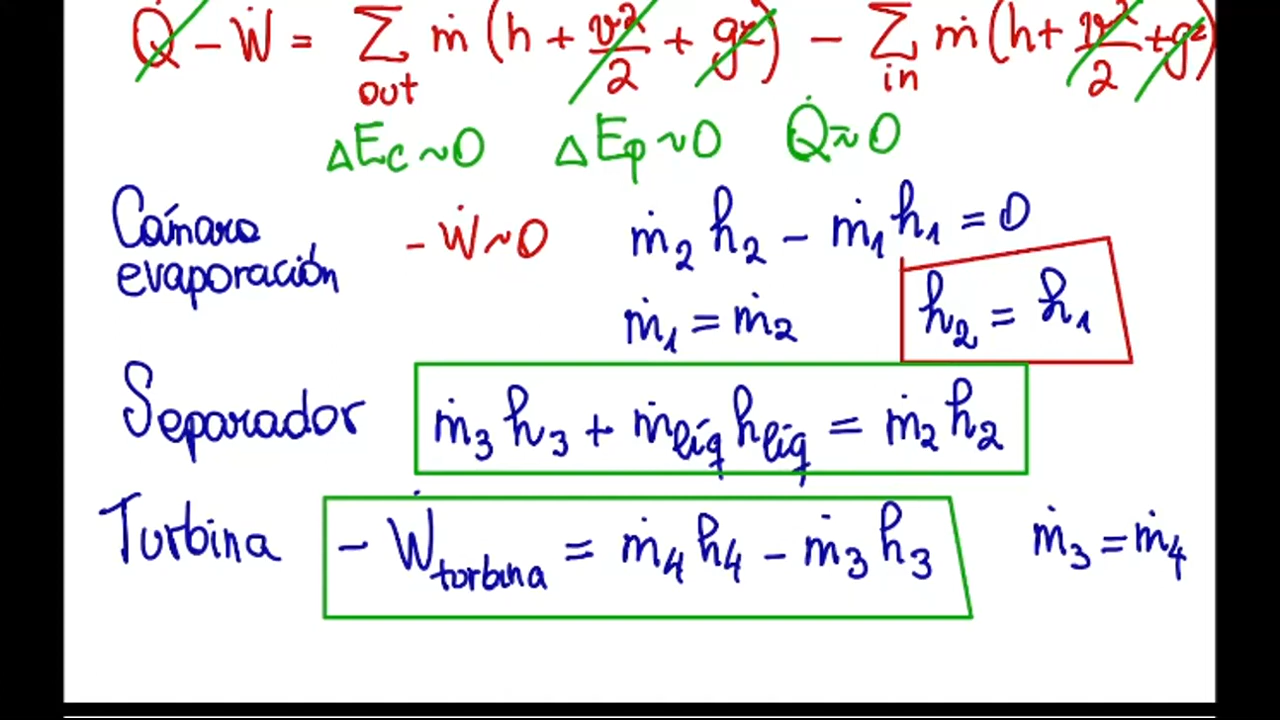 Q̇ - Ẇ = Σ out ṁ (h + v²/2 + gz) - Σ in ṁ (h + v²/2 + gz)
ΔEc ~ 0 ΔEp ~ 0 Q̇ ≈ 0
Cámara evaporación - Ẇ ~ 0 ṁ₂ h₂ - ṁ₁ h₁ = 0
ṁ₁ = ṁ₂ h₂ = h₁
Separador ṁ₃ h₃ + ṁlíq hlíq = ṁ₂ h₂
Turbina - Ẇturbina = ṁ₄ h₄ - ṁ₃ h₃ ṁ₃ = ṁ₄